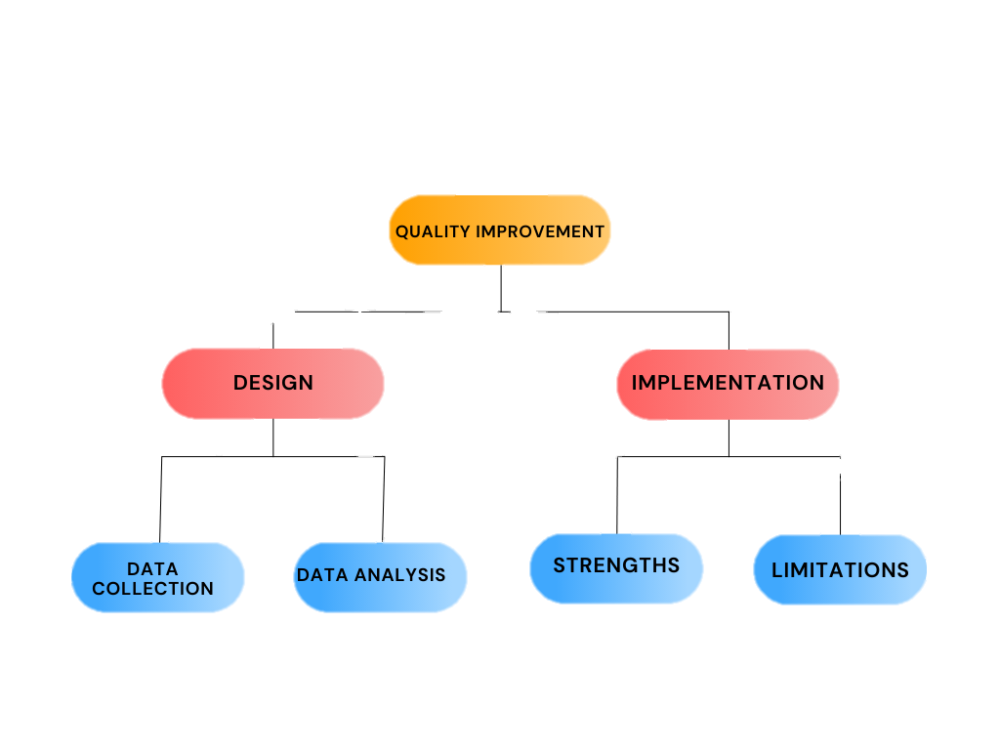 QUALITY IMPROVEMENT
DESIGN
IMPLEMENTATION
DATA
COLLECTION
DATA ANALYSIS
STRENGTHS
LIMITATIONS